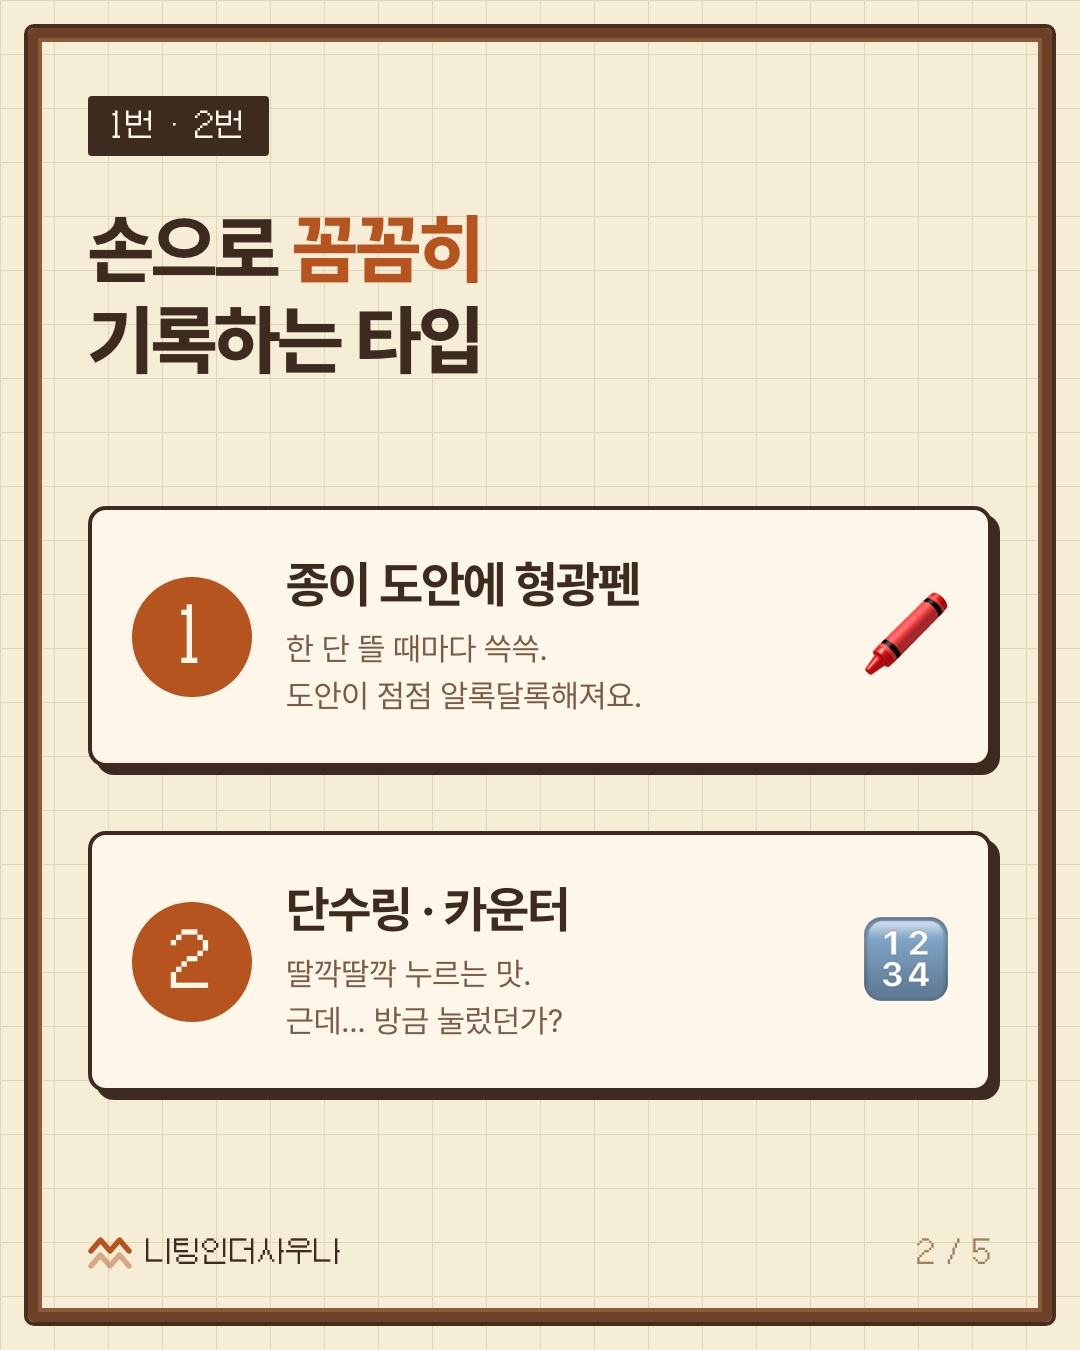 1번 · 2번
손으로 꼼꼼히
기록하는 타입
1
종이 도안에 형광펜
한 단 뜰 때마다 쓱쓱.
도안이 점점 알록달록해져요.
2
단수링 · 카운터
딸깍딸깍 누르는 맛.
근데... 방금 눌렀던가?
1 2
3 4
니팅인더사우나
2 / 5